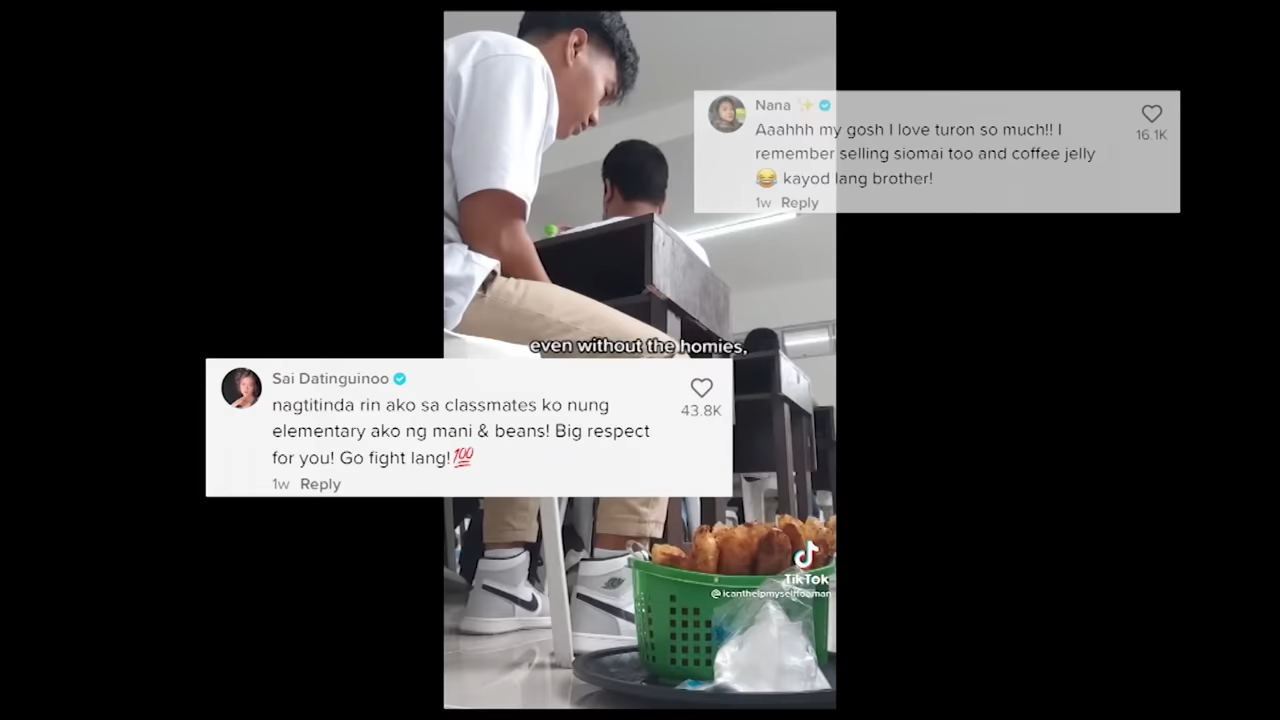 Nana ✨
Aaahhh my gosh I love turon so much!! I
remember selling siomai too and coffee jelly
😂 kayod lang brother!
1w Reply
16.1K
even without the homies,
Sai Datinguinoo
nagtitinda rin ako sa classmates ko nung
elementary ako ng mani & beans! Big respect
for you! Go fight lang!💯
1w Reply
43.8K
TikTok